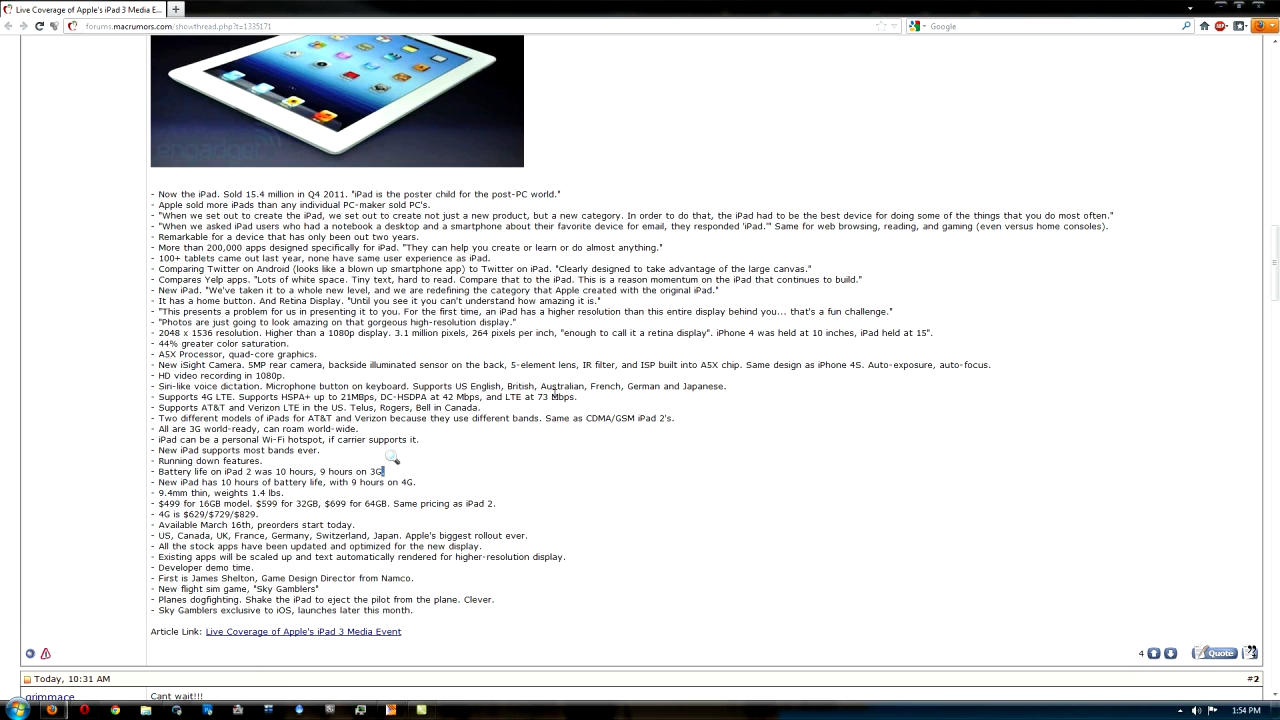 Live Coverage of Apple's iPad 3 Media E...
forums.macrumors.com/showthread.php?t=1335171
Google
engadget
- Now the iPad. Sold 15.4 million in Q4 2011. "iPad is the poster child for the post-PC world."
- Apple sold more iPads than any individual PC-maker sold PC's.
- "When we set out to create the iPad, we set out to create not just a new product, but a new category. In order to do that, the iPad had to be the best device for doing some of the things that you do most often."
- "When we asked iPad users who had a notebook a desktop and a smartphone about their favorite device for email, they responded 'iPad.'" Same for web browsing, reading, and gaming (even versus home consoles).
- Remarkable for a device that has only been out two years.
- More than 200,000 apps designed specifically for iPad. "They can help you create or learn or do almost anything."
- 100+ tablets came out last year, none have same user experience as iPad.
- Comparing Twitter on Android (looks like a blown up smartphone app) to Twitter on iPad. "Clearly designed to take advantage of the large canvas."
- Compares Yelp apps. "Lots of white space. Tiny text, hard to read. Compare that to the iPad. This is a reason momentum on the iPad that continues to build."
- New iPad. "We've taken it to a whole new level, and we are redefining the category that Apple created with the original iPad."
- It has a home button. And Retina Display. "Until you see it you can't understand how amazing it is."
- "This presents a problem for us in presenting it to you. For the first time, an iPad has a higher resolution than this entire display behind you... that's a fun challenge."
- "Photos are just going to look amazing on that gorgeous high-resolution display."
- 2048 x 1536 resolution. Higher than a 1080p display. 3.1 million pixels, 264 pixels per inch, "enough to call it a retina display". iPhone 4 was held at 10 inches, iPad held at 15".
- 44% greater color saturation.
- A5X Processor, quad-core graphics.
- New iSight Camera. 5MP rear camera, backside illuminated sensor on the back, 5-element lens, IR filter, and ISP built into A5X chip. Same design as iPhone 4S. Auto-exposure, auto-focus.
- HD video recording in 1080p.
- Siri-like voice dictation. Microphone button on keyboard. Supports US English, British, Australian, French, German and Japanese.
- Supports 4G LTE. Supports HSPA+ up to 21MBps, DC-HSDPA at 42 Mbps, and LTE at 73 Mbps.
- Supports AT&T and Verizon LTE in the US. Telus, Rogers, Bell in Canada.
- Two different models of iPads for AT&T and Verizon because they use different bands. Same as CDMA/GSM iPad 2's.
- All are 3G world-ready, can roam world-wide.
- iPad can be a personal Wi-Fi hotspot, if carrier supports it.
- New iPad supports most bands ever.
- Running down features.
- Battery life on iPad 2 was 10 hours, 9 hours on 3G.
- New iPad has 10 hours of battery life, with 9 hours on 4G.
- 9.4mm thin, weights 1.4 lbs.
- $499 for 16GB model. $599 for 32GB, $699 for 64GB. Same pricing as iPad 2.
- 4G is $629/$729/$829.
- Available March 16th, preorders start today.
- US, Canada, UK, France, Germany, Switzerland, Japan. Apple's biggest rollout ever.
- All the stock apps have been updated and optimized for the new display.
- Existing apps will be scaled up and text automatically rendered for higher-resolution display.
- Developer demo time.
- First is James Shelton, Game Design Director from Namco.
- New flight sim game, "Sky Gamblers"
- Planes dogfighting. Shake the iPad to eject the pilot from the plane. Clever.
- Sky Gamblers exclusive to iOS, launches later this month.
Article Link: Live Coverage of Apple's iPad 3 Media Event
4 Quote
Today, 10:31 AM #2
grimmace Cant wait!!!
1:54 PM